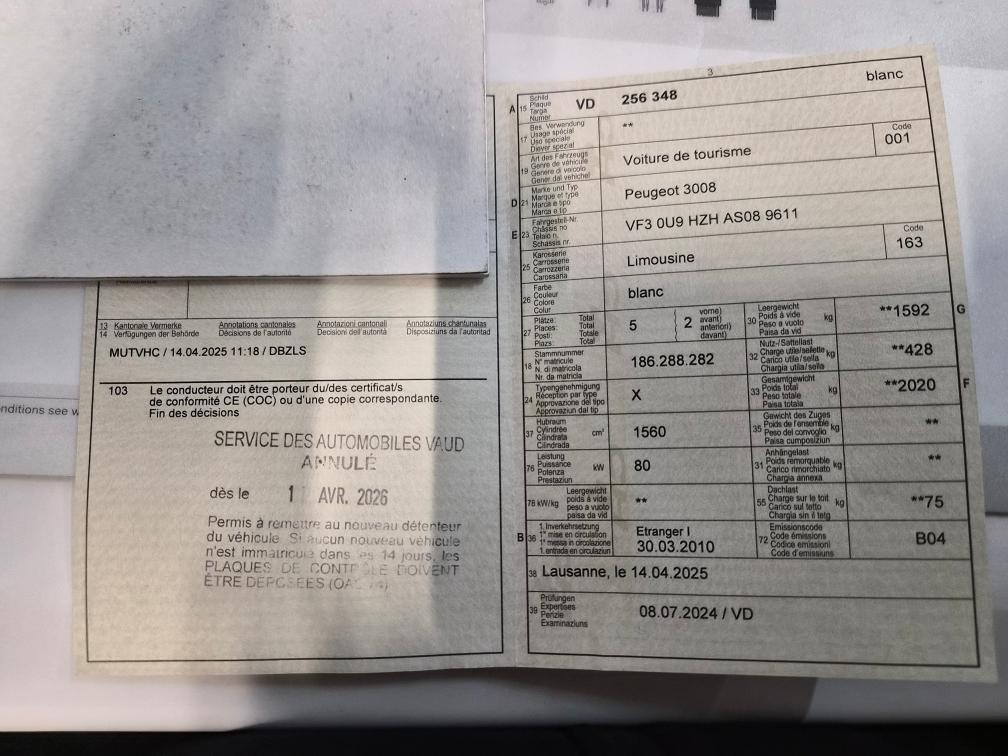 nditions see w
13 Kantonale Vermerke Annotations cantonales Annotazioni cantonali Annotaziuns chantunalas
14 Verfügungen der Behörde Décisions de l'autorité Decisioni dell'autorità Disposiziuns da l'autoritad
MUTVHC / 14.04.2025 11:18 / DBZLS
103 Le conducteur doit être porteur du/des certificat/s
de conformité CE (COC) ou d'une copie correspondante.
Fin des décisions
SERVICE DES AUTOMOBILES VAUD
ANNULÉ
dès le 1 AVR. 2026
Permis à remettre au nouveau détenteur
du véhicule. Si aucun nouveau véhicule
n'est immatriculé dans les 14 jours, les
PLAQUES DE CONTRÔLE DOIVENT
ÊTRE DÉPOSÉES
3
blanc
A 15 Schild
Plaque
Targa
Numer
VD 256 348
17 Bes. Verwendung
Usage spécial
Uso speciale
Diever spezial
**
19 Art des Fahrzeugs
Genre de véhicule
Genere di veicolo
Gener dal vehichel
Voiture de tourisme
Code
001
D 21 Marke und Typ
Marque et type
Marca e tipo
Marca e tip
Peugeot 3008
E 23 Fahrgestell-Nr.
Châssis no
Telaio n.
Schassis nr.
VF3 0U9 HZH AS08 9611
25 Karosserie
Carrosserie
Carrozzeria
Carossaria
Limousine
Code
163
26 Farbe
Couleur
Colore
Colur
blanc
27 Plätze: Total
Places: Total
Posti: Totale
Plazs: Total
5
2
vorne)
avant)
anteriori)
davant)
30 Leergewicht
Poids à vide
Peso a vuoto
Paisa da vid
kg
**1592
G
18 Stammnummer
N° matricule
N. di matricola
Nr. da matricla
186.288.282
32 Nutz-/Sattellast
Charge utile/sellette
Carico utile/sella
Chargia utila/sella
kg
**428
24 Typengenehmigung
Réception par type
Approvazione del tipo
Approvaziun dal tip
X
33 Gesamtgewicht
Poids total
Peso totale
Paisa totala
kg
**2020
F
37 Hubraum
Cylindrée
Cilindrata
Cilindrada
cm³
1560
35 Gewicht des Zuges
Poids de l'ensemble
Peso del convoglio
Paisa cumposiziun
kg
**
76 Leistung
Puissance
Potenza
Prestaziun
kW
80
31 Anhängelast
Poids remorquable
Carico rimorchiato
Chargia annexa
kg
**
78 kW/kg
Leergewicht
poids à vide
peso a vuoto
paisa da vid
**
55 Dachlast
Charge sur le toit
Carico sul tetto
Chargia sin il tetg
kg
**75
B 36 1. Inverkehrsetzung
1re mise en circulation
1a messa in circolazione
1. entrada en circulaziun
Etranger I
30.03.2010
72 Emissionscode
Code émissions
Codice emissioni
Code d'emissiuns
B04
38 Lausanne, le 14.04.2025
39 Prüfungen
Expertises
Perizie
Examinaziuns
08.07.2024 / VD